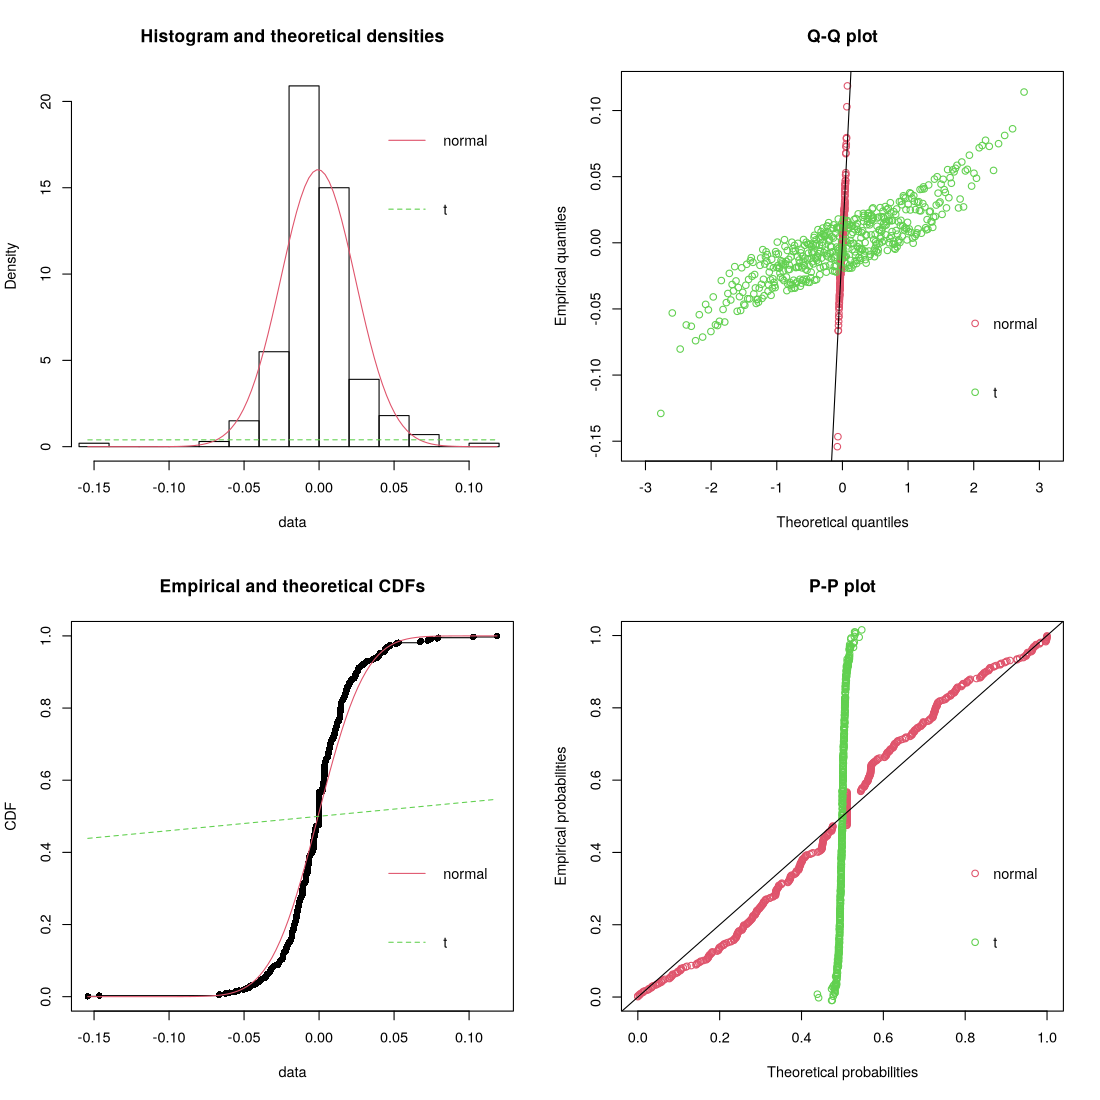 Histogram and theoretical densities
Density
20
15
10
5
0
normal
t
-0.15 -0.10 -0.05 0.00 0.05 0.10
data
Q-Q plot
Empirical quantiles
0.10
0.05
0.00
-0.05
-0.10
-0.15
normal
t
-3 -2 -1 0 1 2 3
Theoretical quantiles
Empirical and theoretical CDFs
CDF
1.0
0.8
0.6
0.4
0.2
0.0
normal
t
-0.15 -0.10 -0.05 0.00 0.05 0.10
data
P-P plot
Empirical probabilities
1.0
0.8
0.6
0.4
0.2
0.0
normal
t
0.0 0.2 0.4 0.6 0.8 1.0
Theoretical probabilities